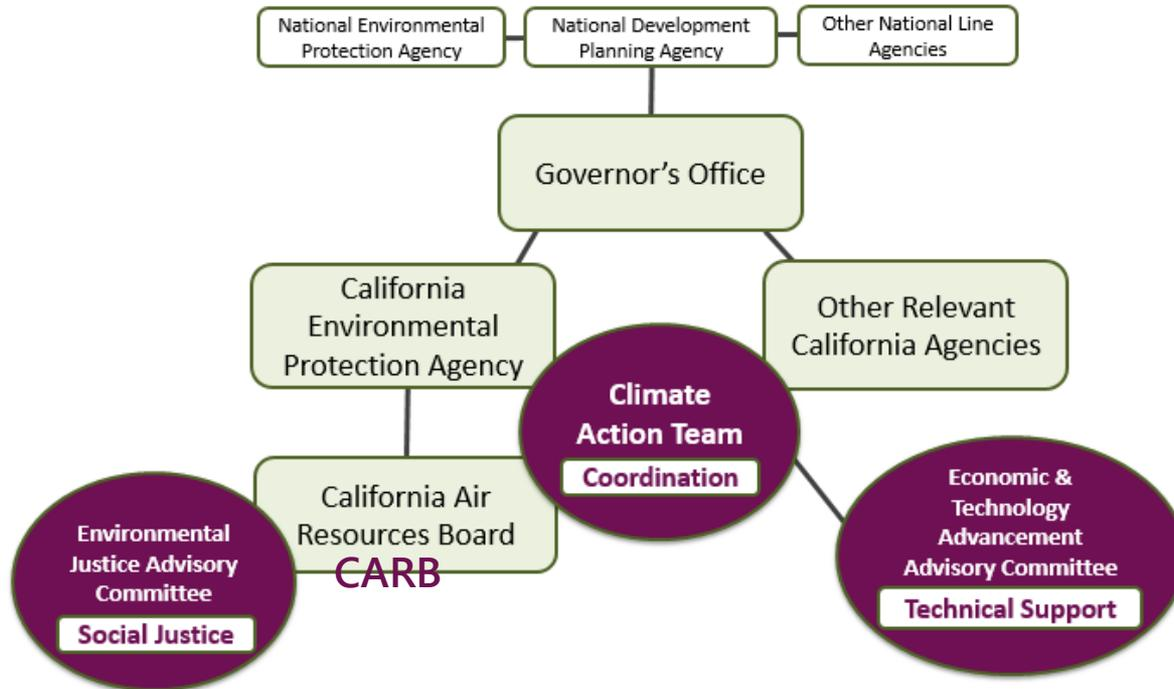 National Environmental
Protection Agency
National Development
Planning Agency
Other National Line
Agencies
Governor’s Office
California
Environmental
Protection Agency
Other Relevant
California Agencies
Climate
Action Team
Coordination
California Air
Resources Board
CARB
Environmental
Justice Advisory
Committee
Social Justice
Economic &
Technology
Advancement
Advisory Committee
Technical Support